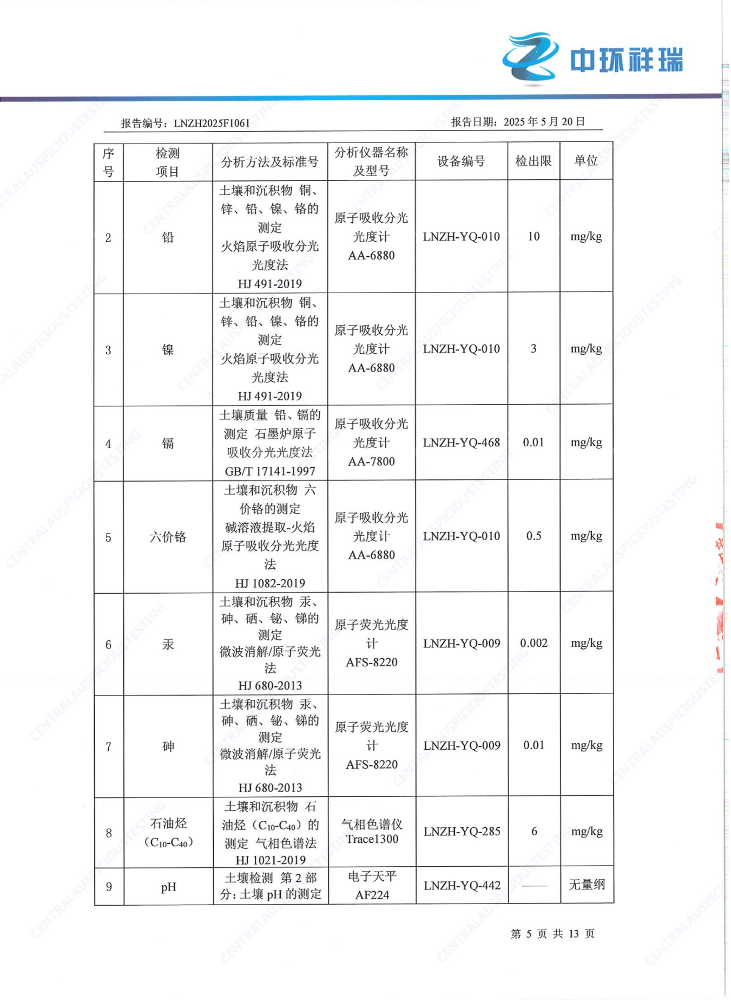 中环祥瑞
报告编号：LNZH2025F1061
报告日期：2025 年 5 月 20 日
序号
检测项目
分析方法及标准号
分析仪器名称及型号
设备编号
检出限
单位
2
铅
土壤和沉积物 铜、
锌、铅、镍、铬的
测定
火焰原子吸收分光
光度法
HJ 491-2019
原子吸收分光
光度计
AA-6880
LNZH-YQ-010
10
mg/kg
3
镍
土壤和沉积物 铜、
锌、铅、镍、铬的
测定
火焰原子吸收分光
光度法
HJ 491-2019
原子吸收分光
光度计
AA-6880
LNZH-YQ-010
3
mg/kg
4
镉
土壤质量 铅、镉的
测定 石墨炉原子
吸收分光光度法
GB/T 17141-1997
原子吸收分光
光度计
AA-7800
LNZH-YQ-468
0.01
mg/kg
5
六价铬
土壤和沉积物 六
价铬的测定
碱溶液提取-火焰
原子吸收分光光度
法
HJ 1082-2019
原子吸收分光
光度计
AA-6880
LNZH-YQ-010
0.5
mg/kg
6
汞
土壤和沉积物 汞、
砷、硒、铋、锑的
测定
微波消解/原子荧光
法
HJ 680-2013
原子荧光光度
计
AFS-8220
LNZH-YQ-009
0.002
mg/kg
7
砷
土壤和沉积物 汞、
砷、硒、铋、锑的
测定
微波消解/原子荧光
法
HJ 680-2013
原子荧光光度
计
AFS-8220
LNZH-YQ-009
0.01
mg/kg
8
石油烃
（C₁₀-C₄₀）
土壤和沉积物 石
油烃（C₁₀-C₄₀）的
测定 气相色谱法
HJ 1021-2019
气相色谱仪
Trace1300
LNZH-YQ-285
6
mg/kg
9
pH
土壤检测 第 2 部
分：土壤 pH 的测定
电子天平
AF224
LNZH-YQ-442
——
无量纲
第 5 页 共 13 页
CENTRALAUSPICIOUSTESTING